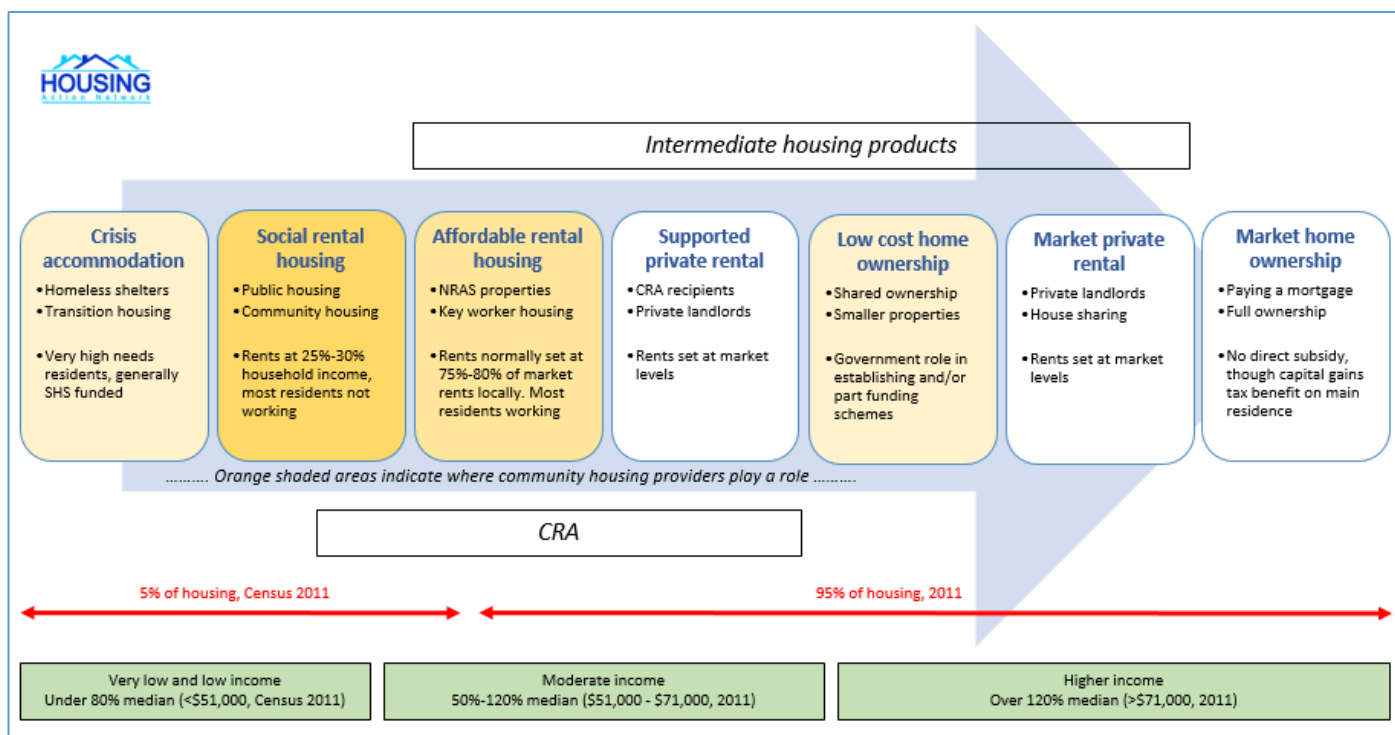 HOUSING
Action Network
Intermediate housing products
Crisis
accommodation
•Homeless shelters
•Transition housing
•Very high needs
residents, generally
SHS funded
Social rental
housing
•Public housing
•Community housing
•Rents at 25%-30%
household income,
most residents not
working
Affordable rental
housing
•NRAS properties
•Key worker housing
•Rents normally set at
75%-80% of market
rents locally. Most
residents working
Supported
private rental
•CRA recipients
•Private landlords
•Rents set at market
levels
Low cost home
ownership
•Shared ownership
•Smaller properties
•Government role in
establishing and/or
part funding
schemes
Market private
rental
•Private landlords
•House sharing
•Rents set at market
levels
Market home
ownership
•Paying a mortgage
•Full ownership
•No direct subsidy,
though capital gains
tax benefit on main
residence
.......... Orange shaded areas indicate where community housing providers play a role ..........
CRA
5% of housing, Census 2011
95% of housing, 2011
Very low and low income
Under 80% median (<$51,000, Census 2011)
Moderate income
50%-120% median ($51,000 - $71,000, 2011)
Higher income
Over 120% median (>$71,000, 2011)